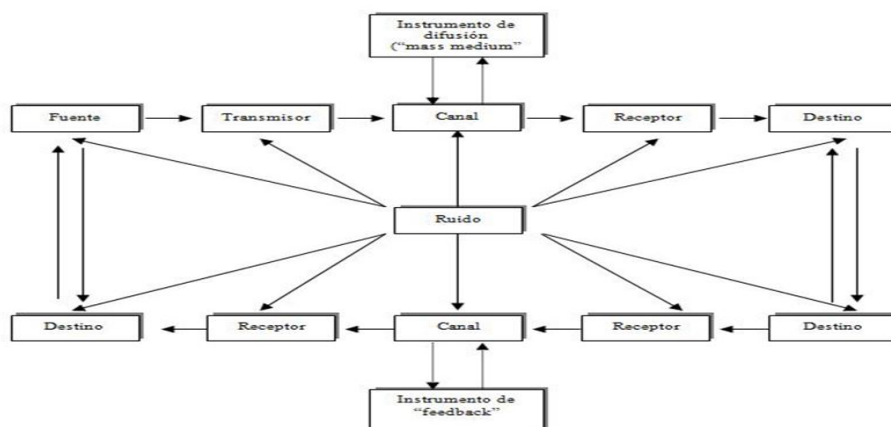 Instrumento de
difusión
(“mass medium”
Fuente
Transmisor
Canal
Receptor
Destino
Ruido
Destino
Receptor
Canal
Receptor
Destino
Instrumento de
“feedback”